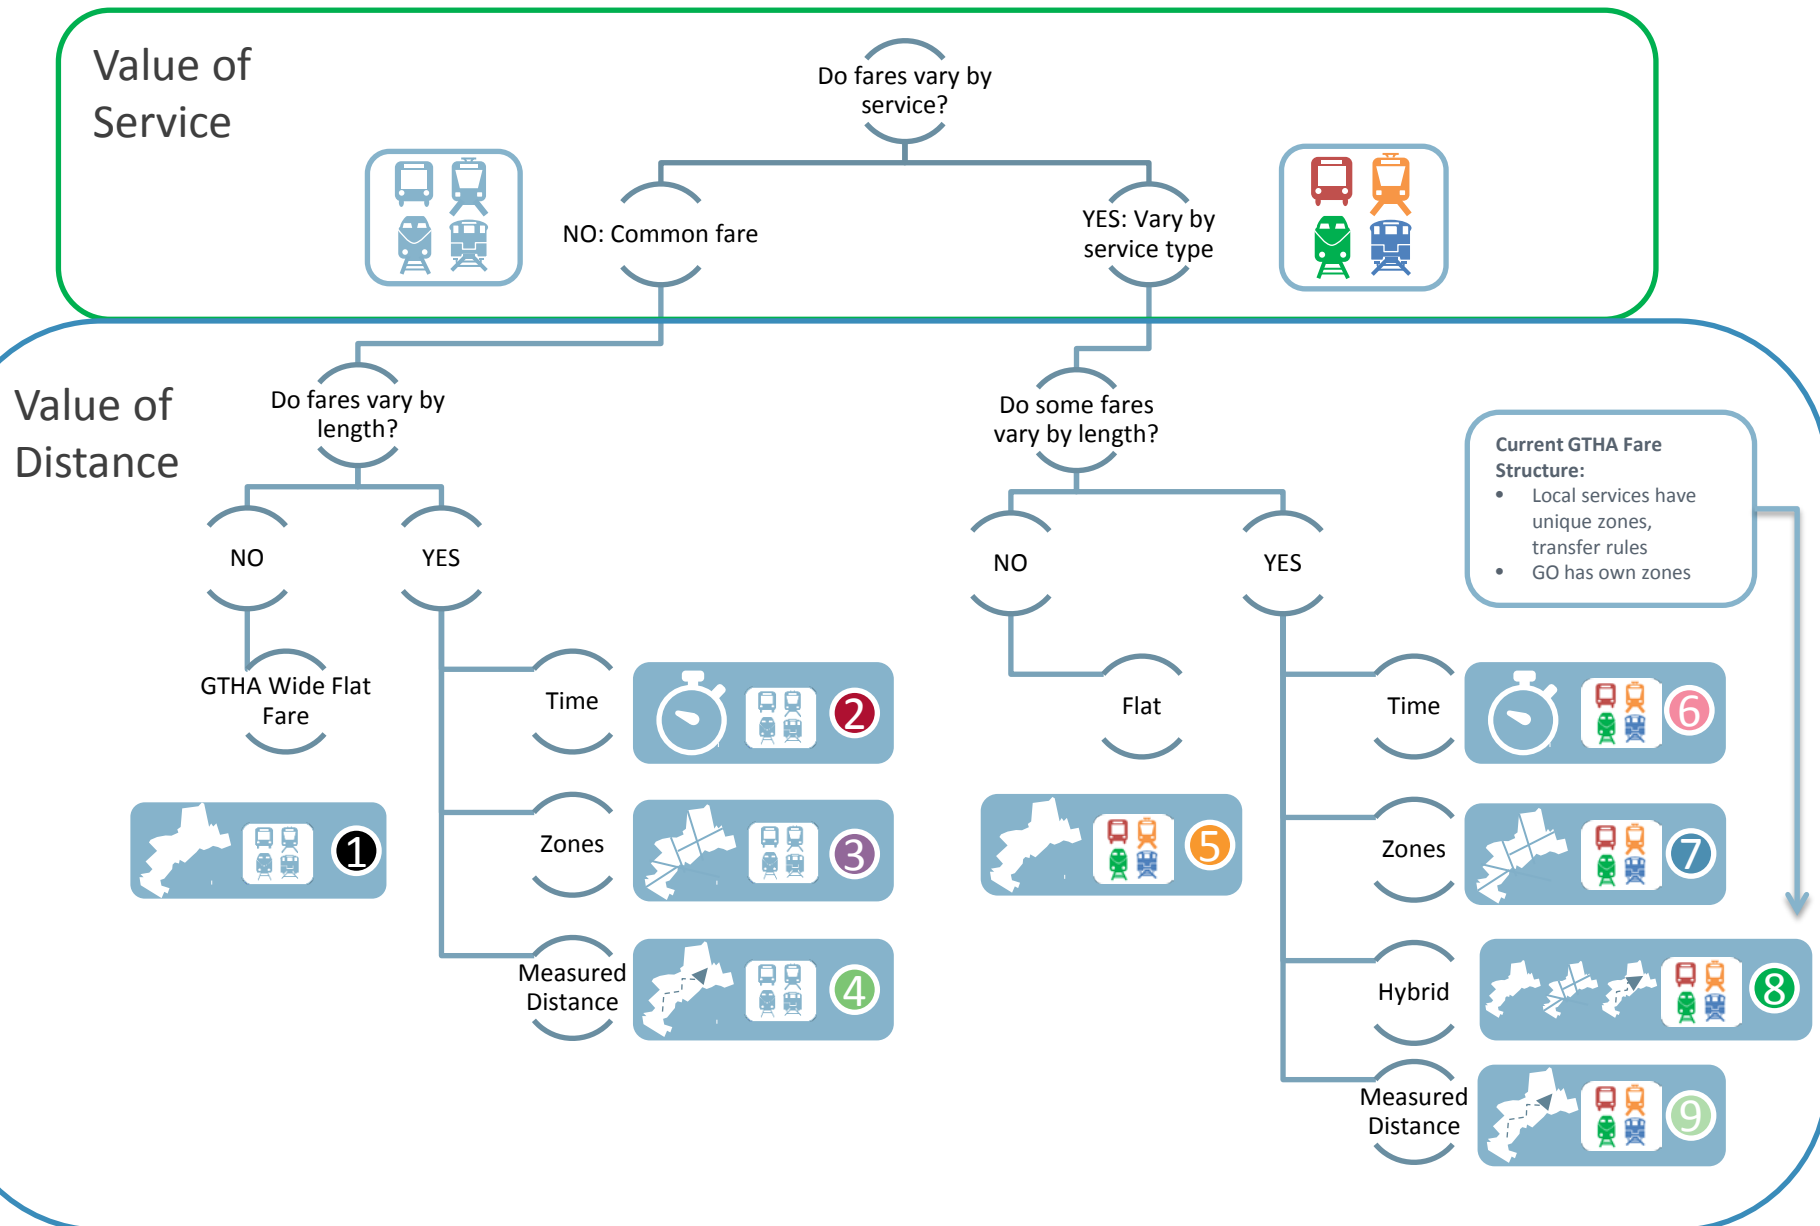 Value of
Service
Do fares vary by
service?
NO: Common fare
YES: Vary by
service type
Value of
Distance
Do fares vary by
length?
Do some fares
vary by length?
Current GTHA Fare
Structure:
• Local services have
unique zones,
transfer rules
• GO has own zones
NO
YES
NO
YES
GTHA Wide Flat
Fare
Time
2
Flat
Time
6
1
Zones
3
5
Zones
7
Measured
Distance
4
Hybrid
8
Measured
Distance
9